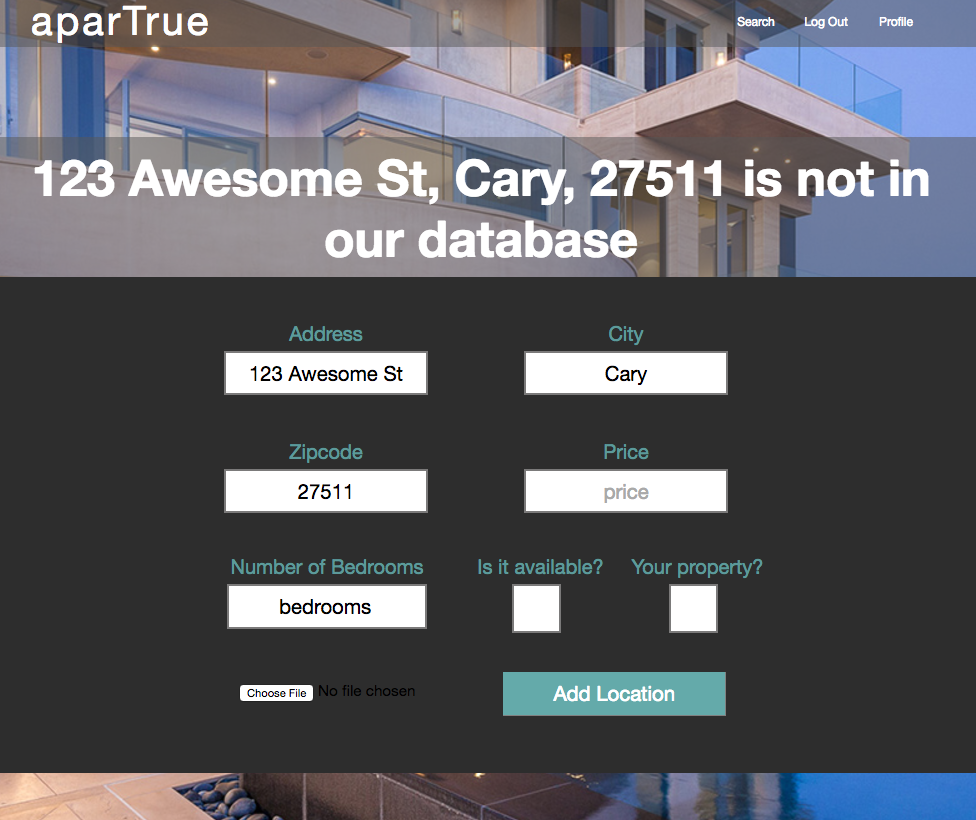 aparTrue
Search Log Out Profile
123 Awesome St, Cary, 27511 is not in
our database
Address City
123 Awesome St Cary
Zipcode Price
27511 price
Number of Bedrooms Is it available? Your property?
bedrooms
Choose File No file chosen Add Location